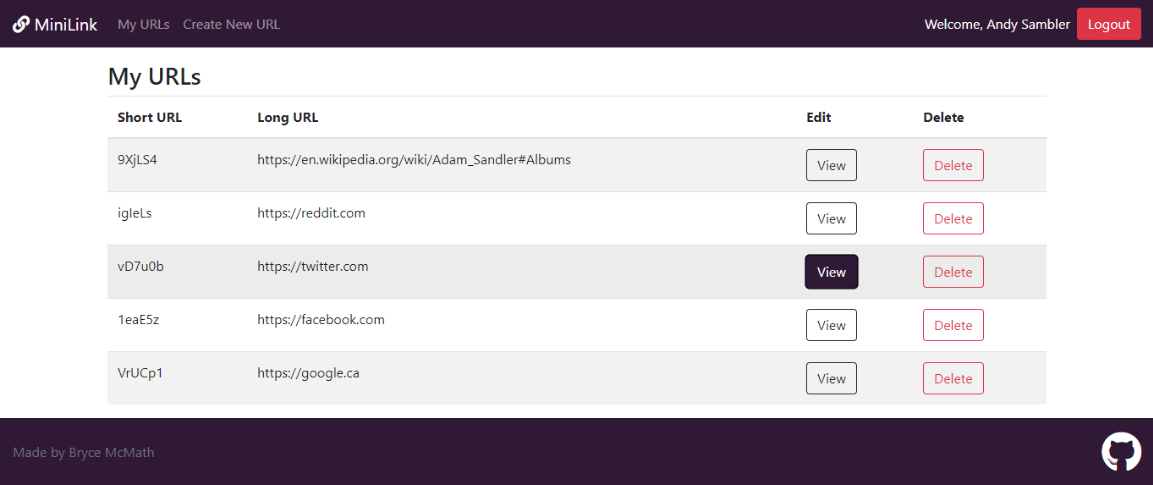 MiniLink My URLs Create New URL Welcome, Andy Sambler Logout
My URLs
Short URL Long URL Edit Delete
9XjLS4 https://en.wikipedia.org/wiki/Adam_Sandler#Albums View Delete
igIeLs https://reddit.com View Delete
vD7u0b https://twitter.com View Delete
1eaE5z https://facebook.com View Delete
VrUCp1 https://google.ca View Delete
Made by Bryce McMath